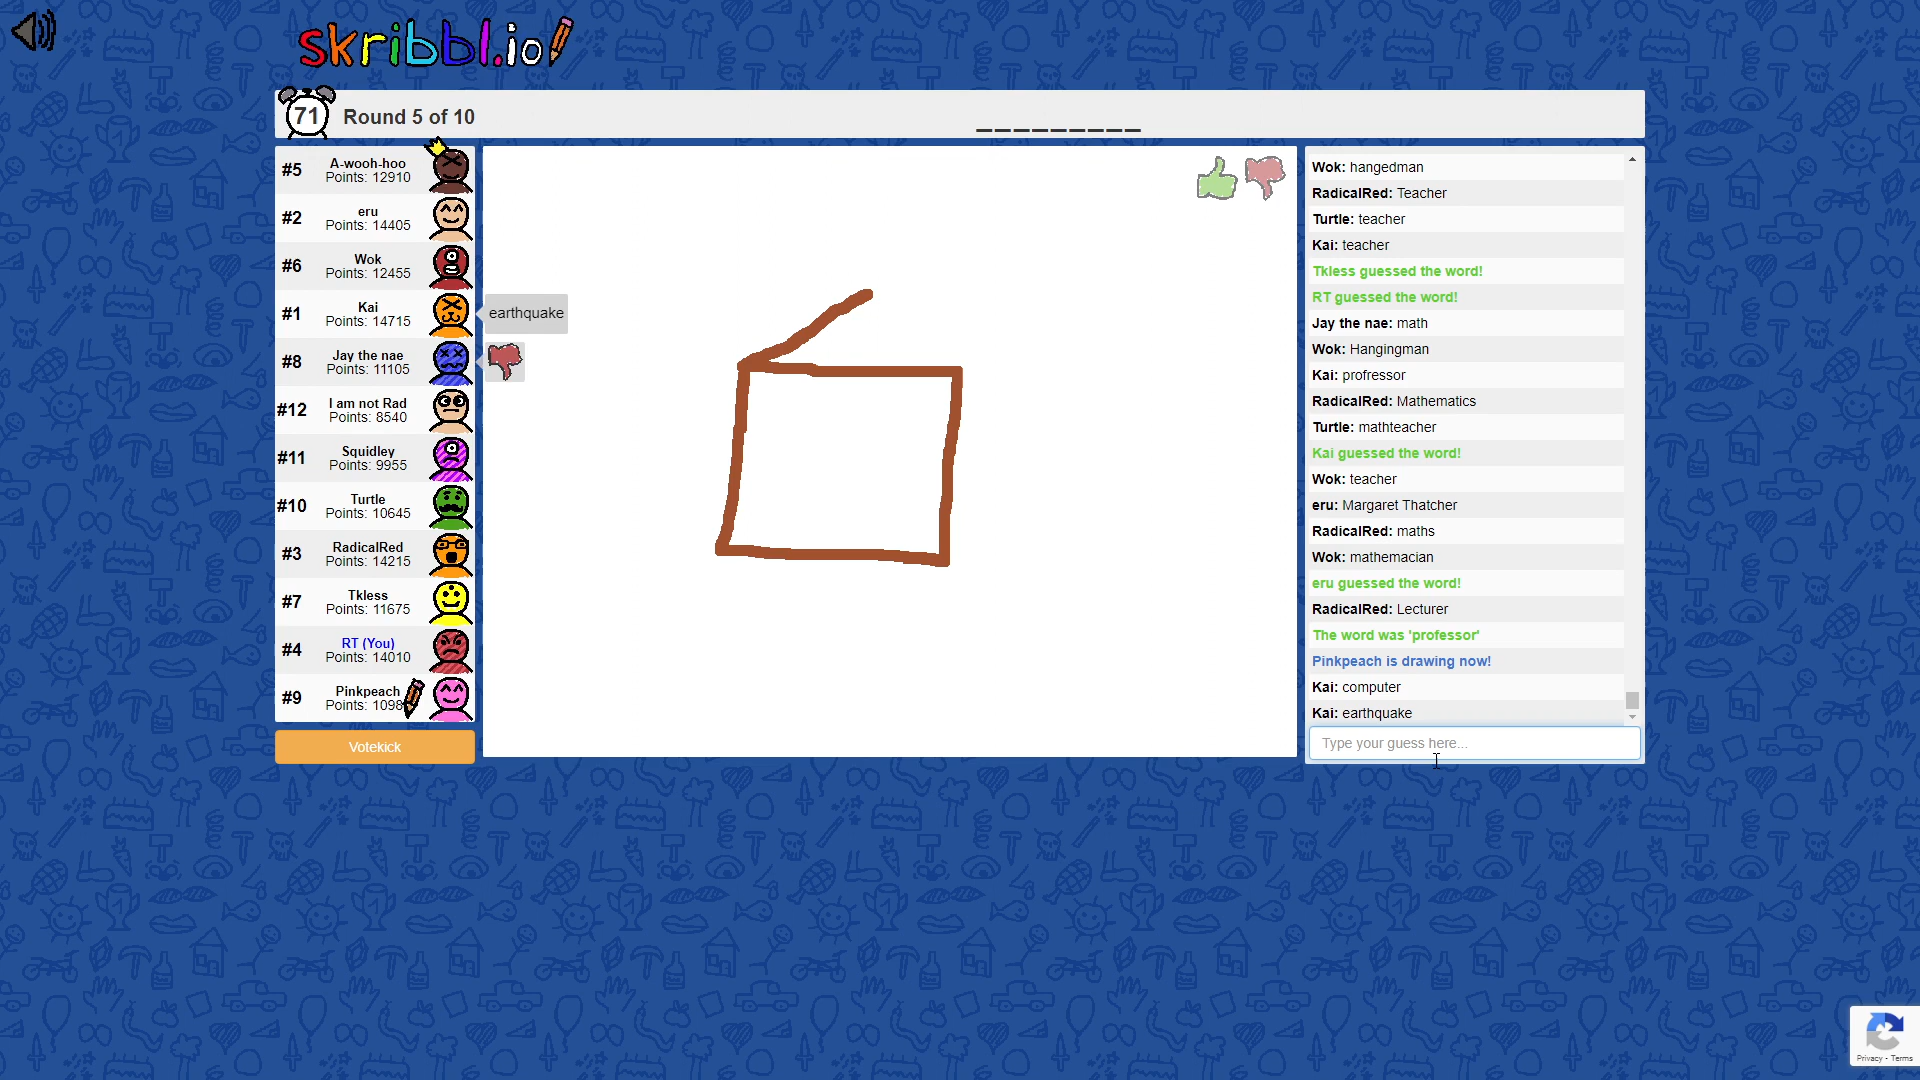 skribbl.io
71
Round 5 of 10
_________
#5
A-wooh-hoo
Points: 12910
#2
eru
Points: 14405
#6
Wok
Points: 12455
#1
Kai
Points: 14715
earthquake
#8
Jay the nae
Points: 11105
#12
I am not Rad
Points: 8540
#11
Squidley
Points: 9955
#10
Turtle
Points: 10645
#3
RadicalRed
Points: 14215
#7
Tkless
Points: 11675
#4
RT (You)
Points: 14010
#9
Pinkpeach
Points: 1098
Votekick
Wok: hangedman
RadicalRed: Teacher
Turtle: teacher
Kai: teacher
Tkless guessed the word!
RT guessed the word!
Jay the nae: math
Wok: Hangingman
Kai: profressor
RadicalRed: Mathematics
Turtle: mathteacher
Kai guessed the word!
Wok: teacher
eru: Margaret Thatcher
RadicalRed: maths
Wok: mathemacian
eru guessed the word!
RadicalRed: Lecturer
The word was 'professor'
Pinkpeach is drawing now!
Kai: computer
Kai: earthquake
Type your guess here...
Privacy - Terms